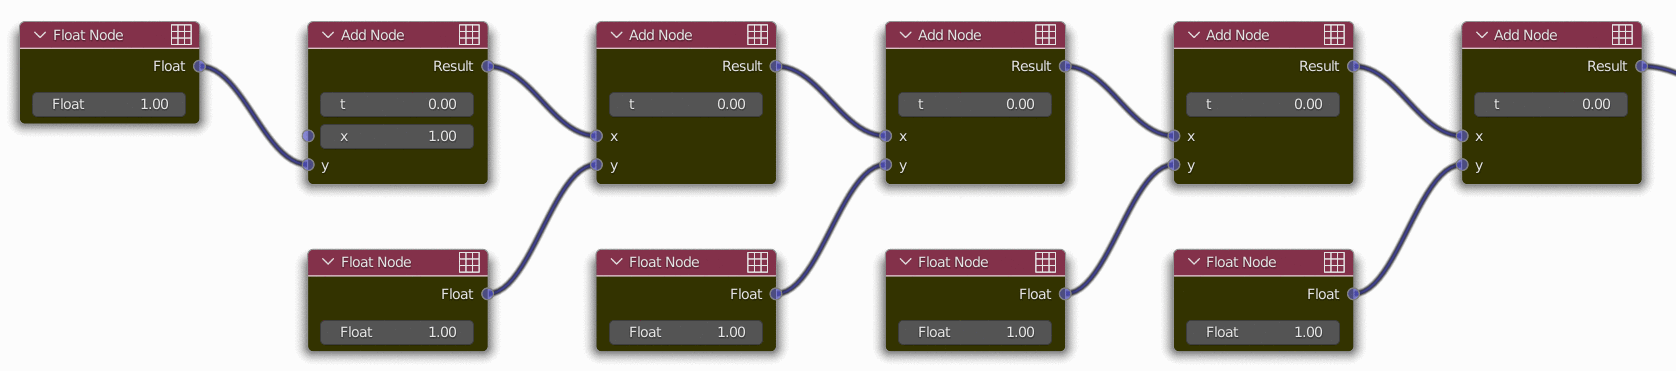 Float Node
Float
Float 1.00
Add Node
Result
t 0.00
x 1.00
y
Add Node
Result
t 0.00
x
y
Add Node
Result
t 0.00
x
y
Add Node
Result
t 0.00
x
y
Add Node
Result
t 0.00
x
y
Float Node
Float
Float 1.00
Float Node
Float
Float 1.00
Float Node
Float
Float 1.00
Float Node
Float
Float 1.00